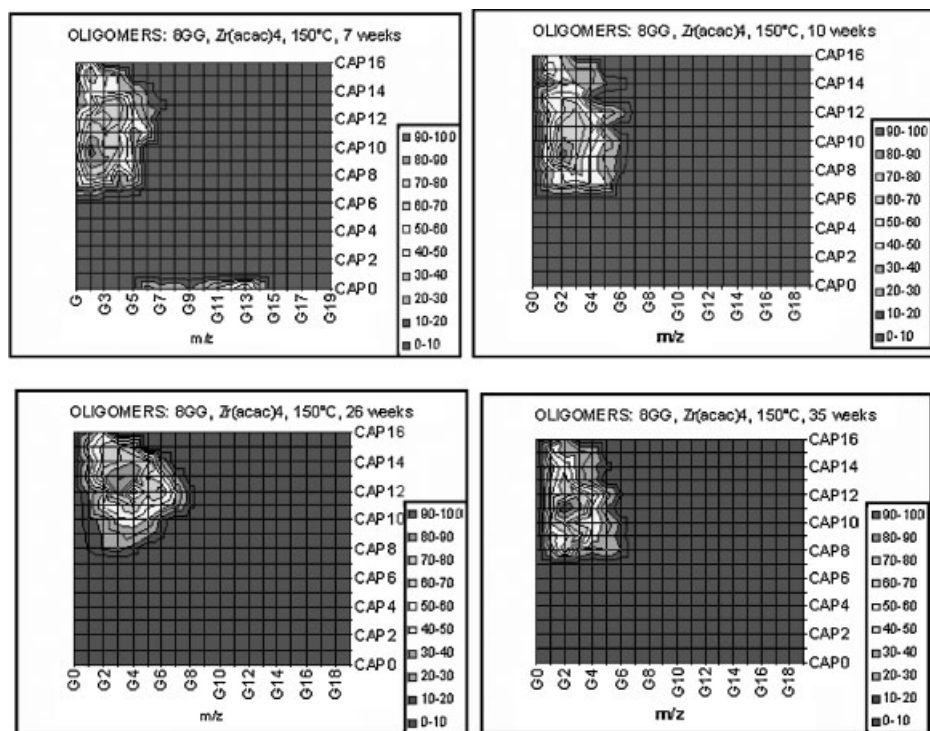 OLIGOMERS: 8GG, Zr(acac)4, 150°C, 7 weeks
CAP16
CAP14
CAP12
CAP10
CAP8
CAP6
CAP4
CAP2
CAP0
G
G3
G5
G7
G9
G11
G13
G15
G17
G19
m/z
90-100
80-90
70-80
60-70
50-60
40-50
30-40
20-30
10-20
0-10
OLIGOMERS: 8GG, Zr(acac)4, 150°C, 10 weeks
CAP16
CAP14
CAP12
CAP10
CAP8
CAP6
CAP4
CAP2
CAP0
G0
G2
G4
G6
G8
G10
G12
G14
G16
G18
m/z
90-100
80-90
70-80
60-70
50-60
40-50
30-40
20-30
10-20
0-10
OLIGOMERS: 8GG, Zr(acac)4, 150°C, 26 weeks
CAP16
CAP14
CAP12
CAP10
CAP8
CAP6
CAP4
CAP2
CAP0
G0
G2
G4
G6
G8
G10
G12
G14
G16
G18
m/z
90-100
80-90
70-80
60-70
50-60
40-50
30-40
20-30
10-20
0-10
OLIGOMERS: 8GG, Zr(acac)4, 150°C, 35 weeks
CAP16
CAP14
CAP12
CAP10
CAP8
CAP6
CAP4
CAP2
CAP0
G0
G2
G4
G6
G8
G10
G12
G14
G16
G18
m/z
90-100
80-90
70-80
60-70
50-60
40-50
30-40
20-30
10-20
0-10